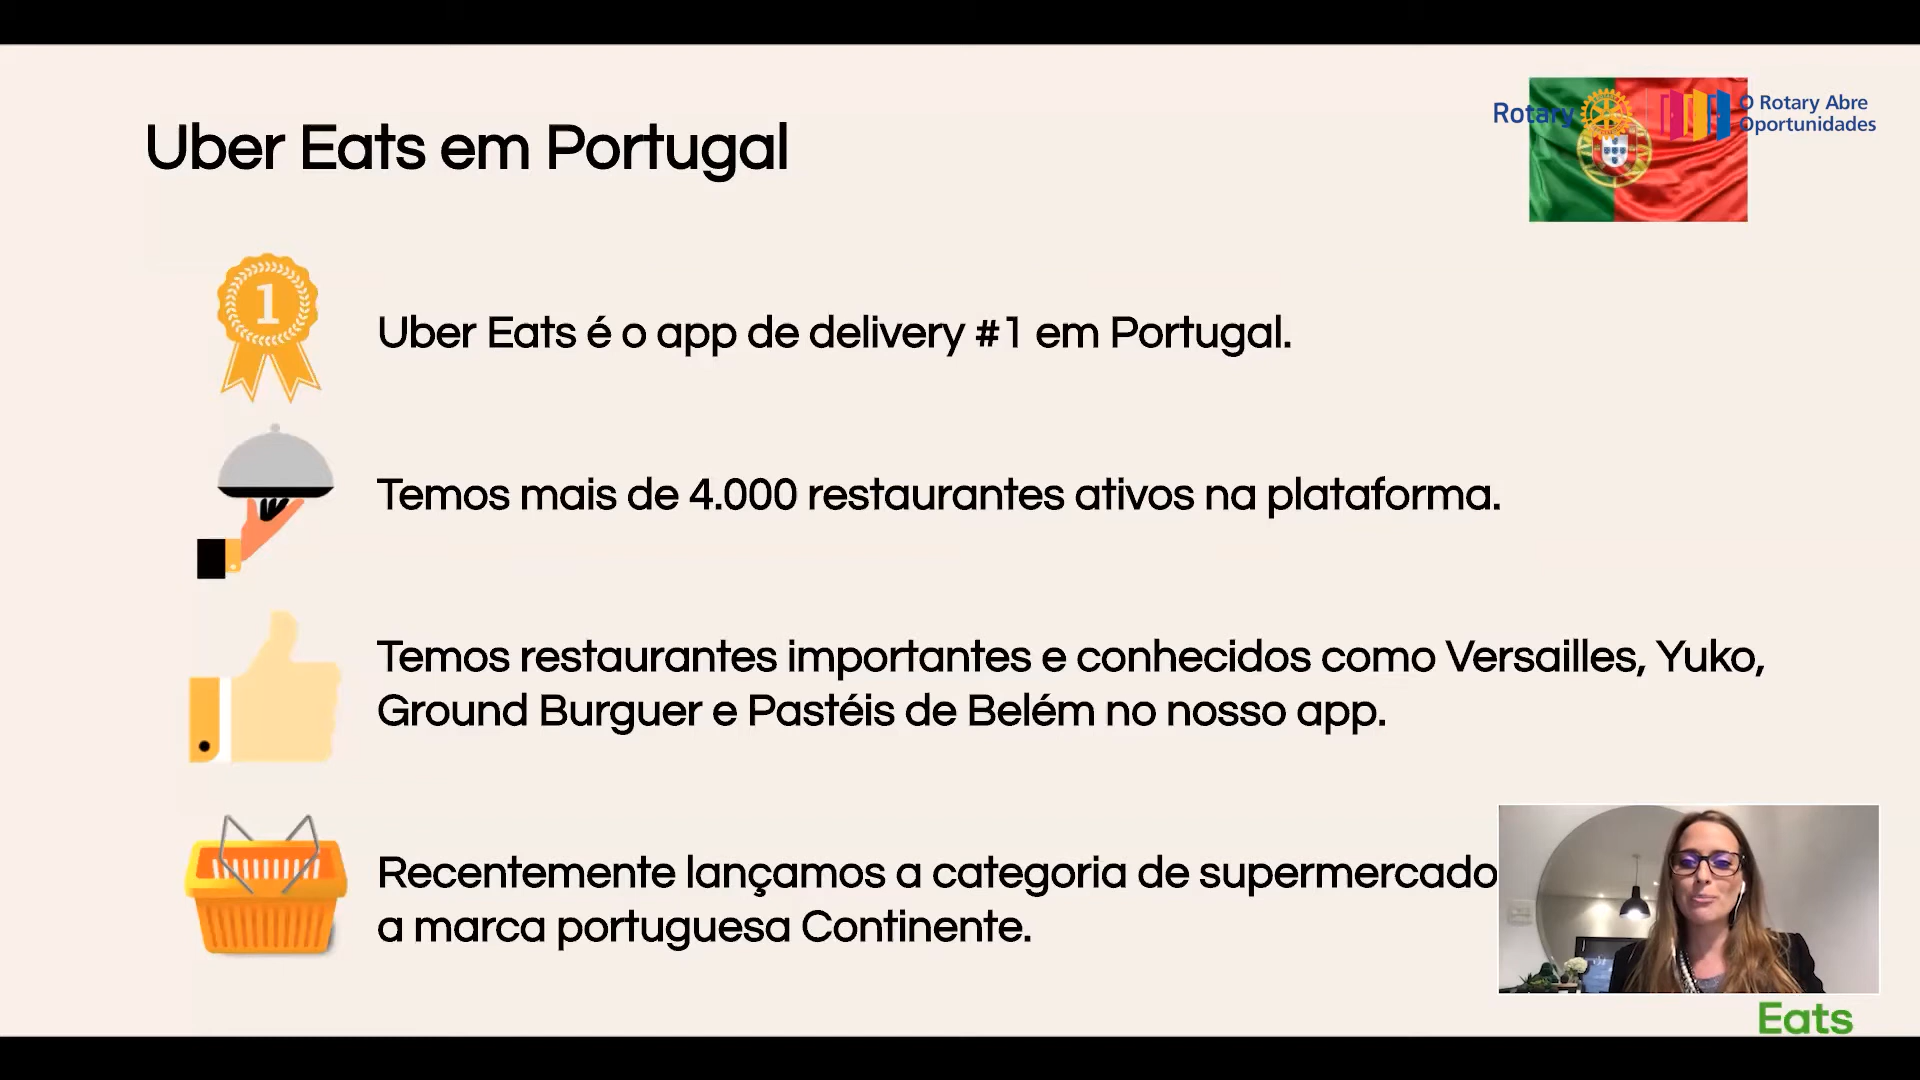 Uber Eats em Portugal
Rotary
O Rotary Abre
Oportunidades
1
Uber Eats é o app de delivery #1 em Portugal.
Temos mais de 4.000 restaurantes ativos na plataforma.
Temos restaurantes importantes e conhecidos como Versailles, Yuko,
Ground Burguer e Pastéis de Belém no nosso app.
Recentemente lançamos a categoria de supermercado
a marca portuguesa Continente.
Eats